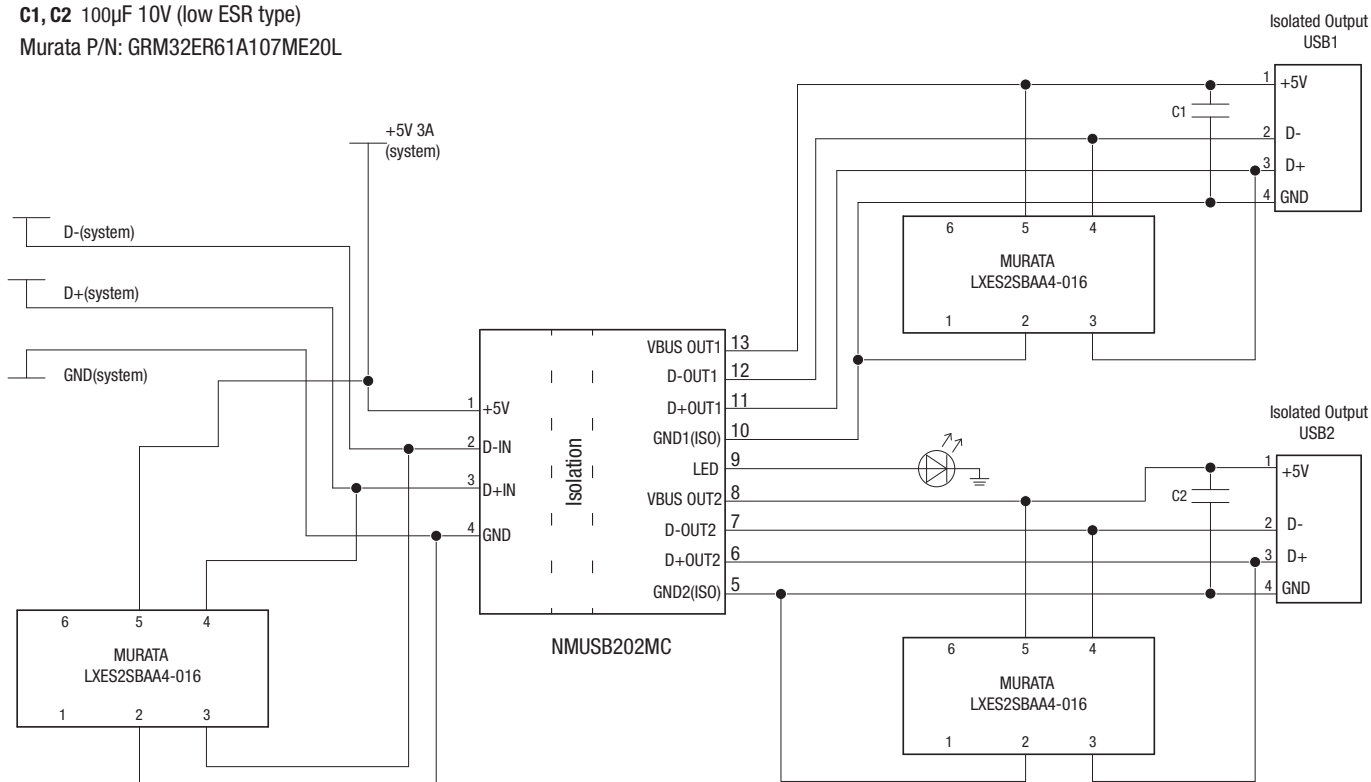 C1, C2 100µF 10V (low ESR type)
Murata P/N: GRM32ER61A107ME20L
Isolated Output
USB1
1 +5V
C1
2 D-
3 D+
4 GND
+5V 3A
(system)
D-(system)
D+(system)
GND(system)
6 5 4
MURATA
LXES2SBAA4-016
1 2 3
1 +5V
2 D-IN
3 D+IN
4 GND
Isolation
VBUS OUT1 13
D-OUT1 12
D+OUT1 11
GND1(ISO) 10
LED 9
VBUS OUT2 8
D-OUT2 7
D+OUT2 6
GND2(ISO) 5
NMUSB202MC
Isolated Output
USB2
1 +5V
C2
2 D-
3 D+
4 GND
6 5 4
MURATA
LXES2SBAA4-016
1 2 3
6 5 4
MURATA
LXES2SBAA4-016
1 2 3